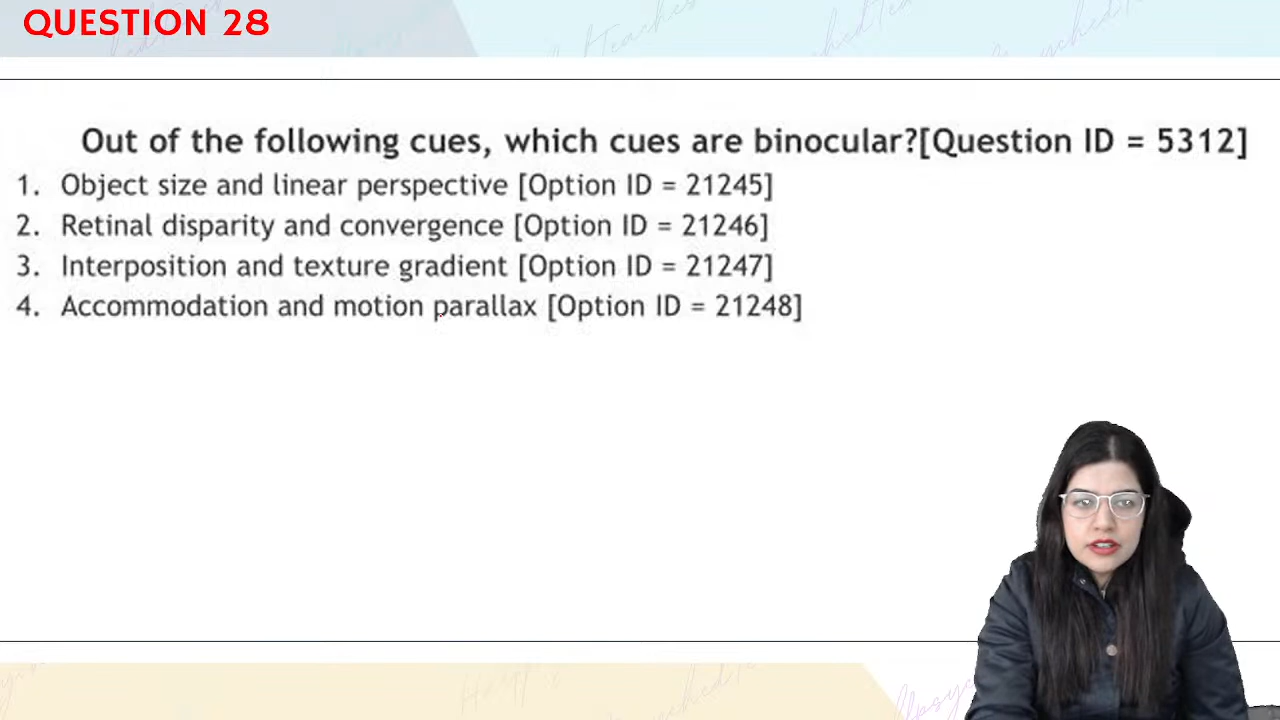 QUESTION 28
Out of the following cues, which cues are binocular?[Question ID = 5312]
1. Object size and linear perspective [Option ID = 21245]
2. Retinal disparity and convergence [Option ID = 21246]
3. Interposition and texture gradient [Option ID = 21247]
4. Accommodation and motion parallax [Option ID = 21248]